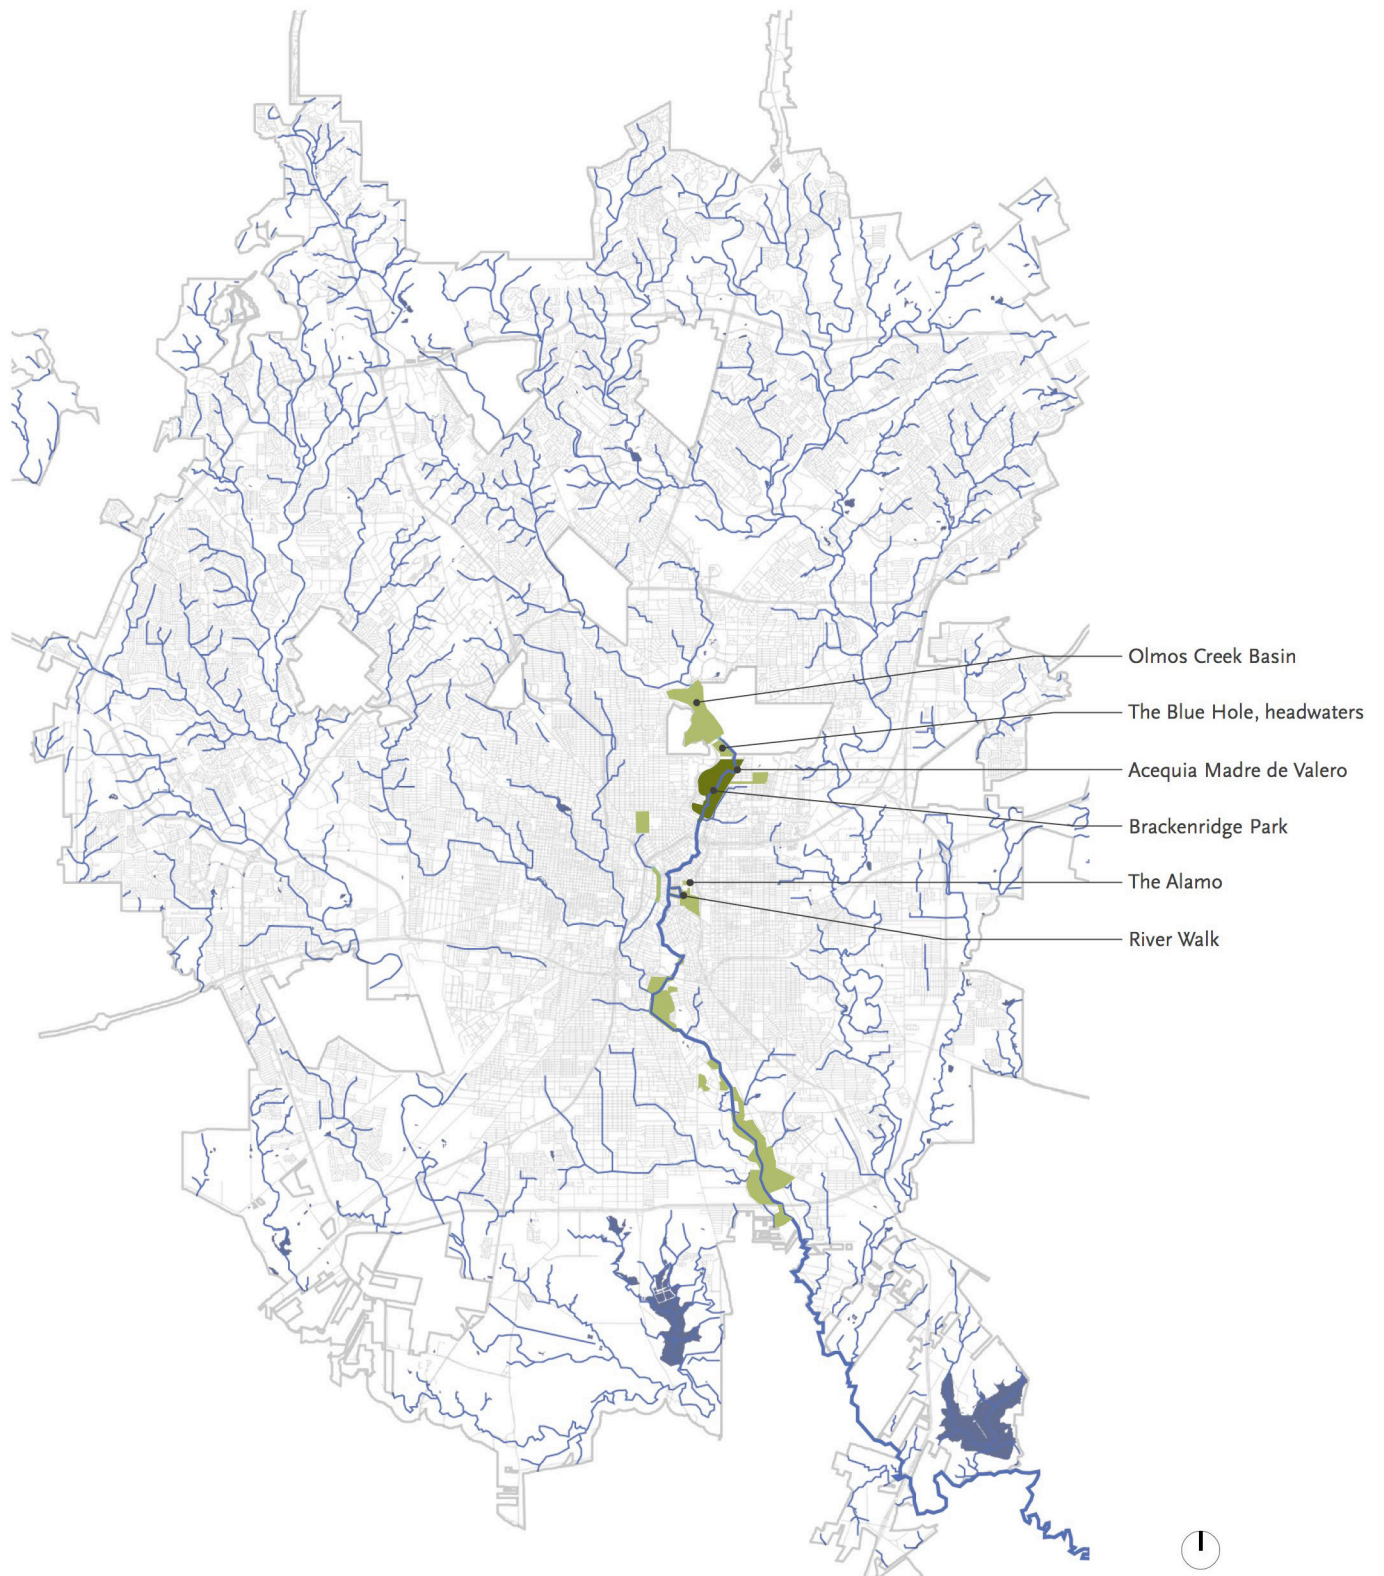 Olmos Creek Basin
The Blue Hole, headwaters
Acequia Madre de Valero
Brackenridge Park
The Alamo
River Walk